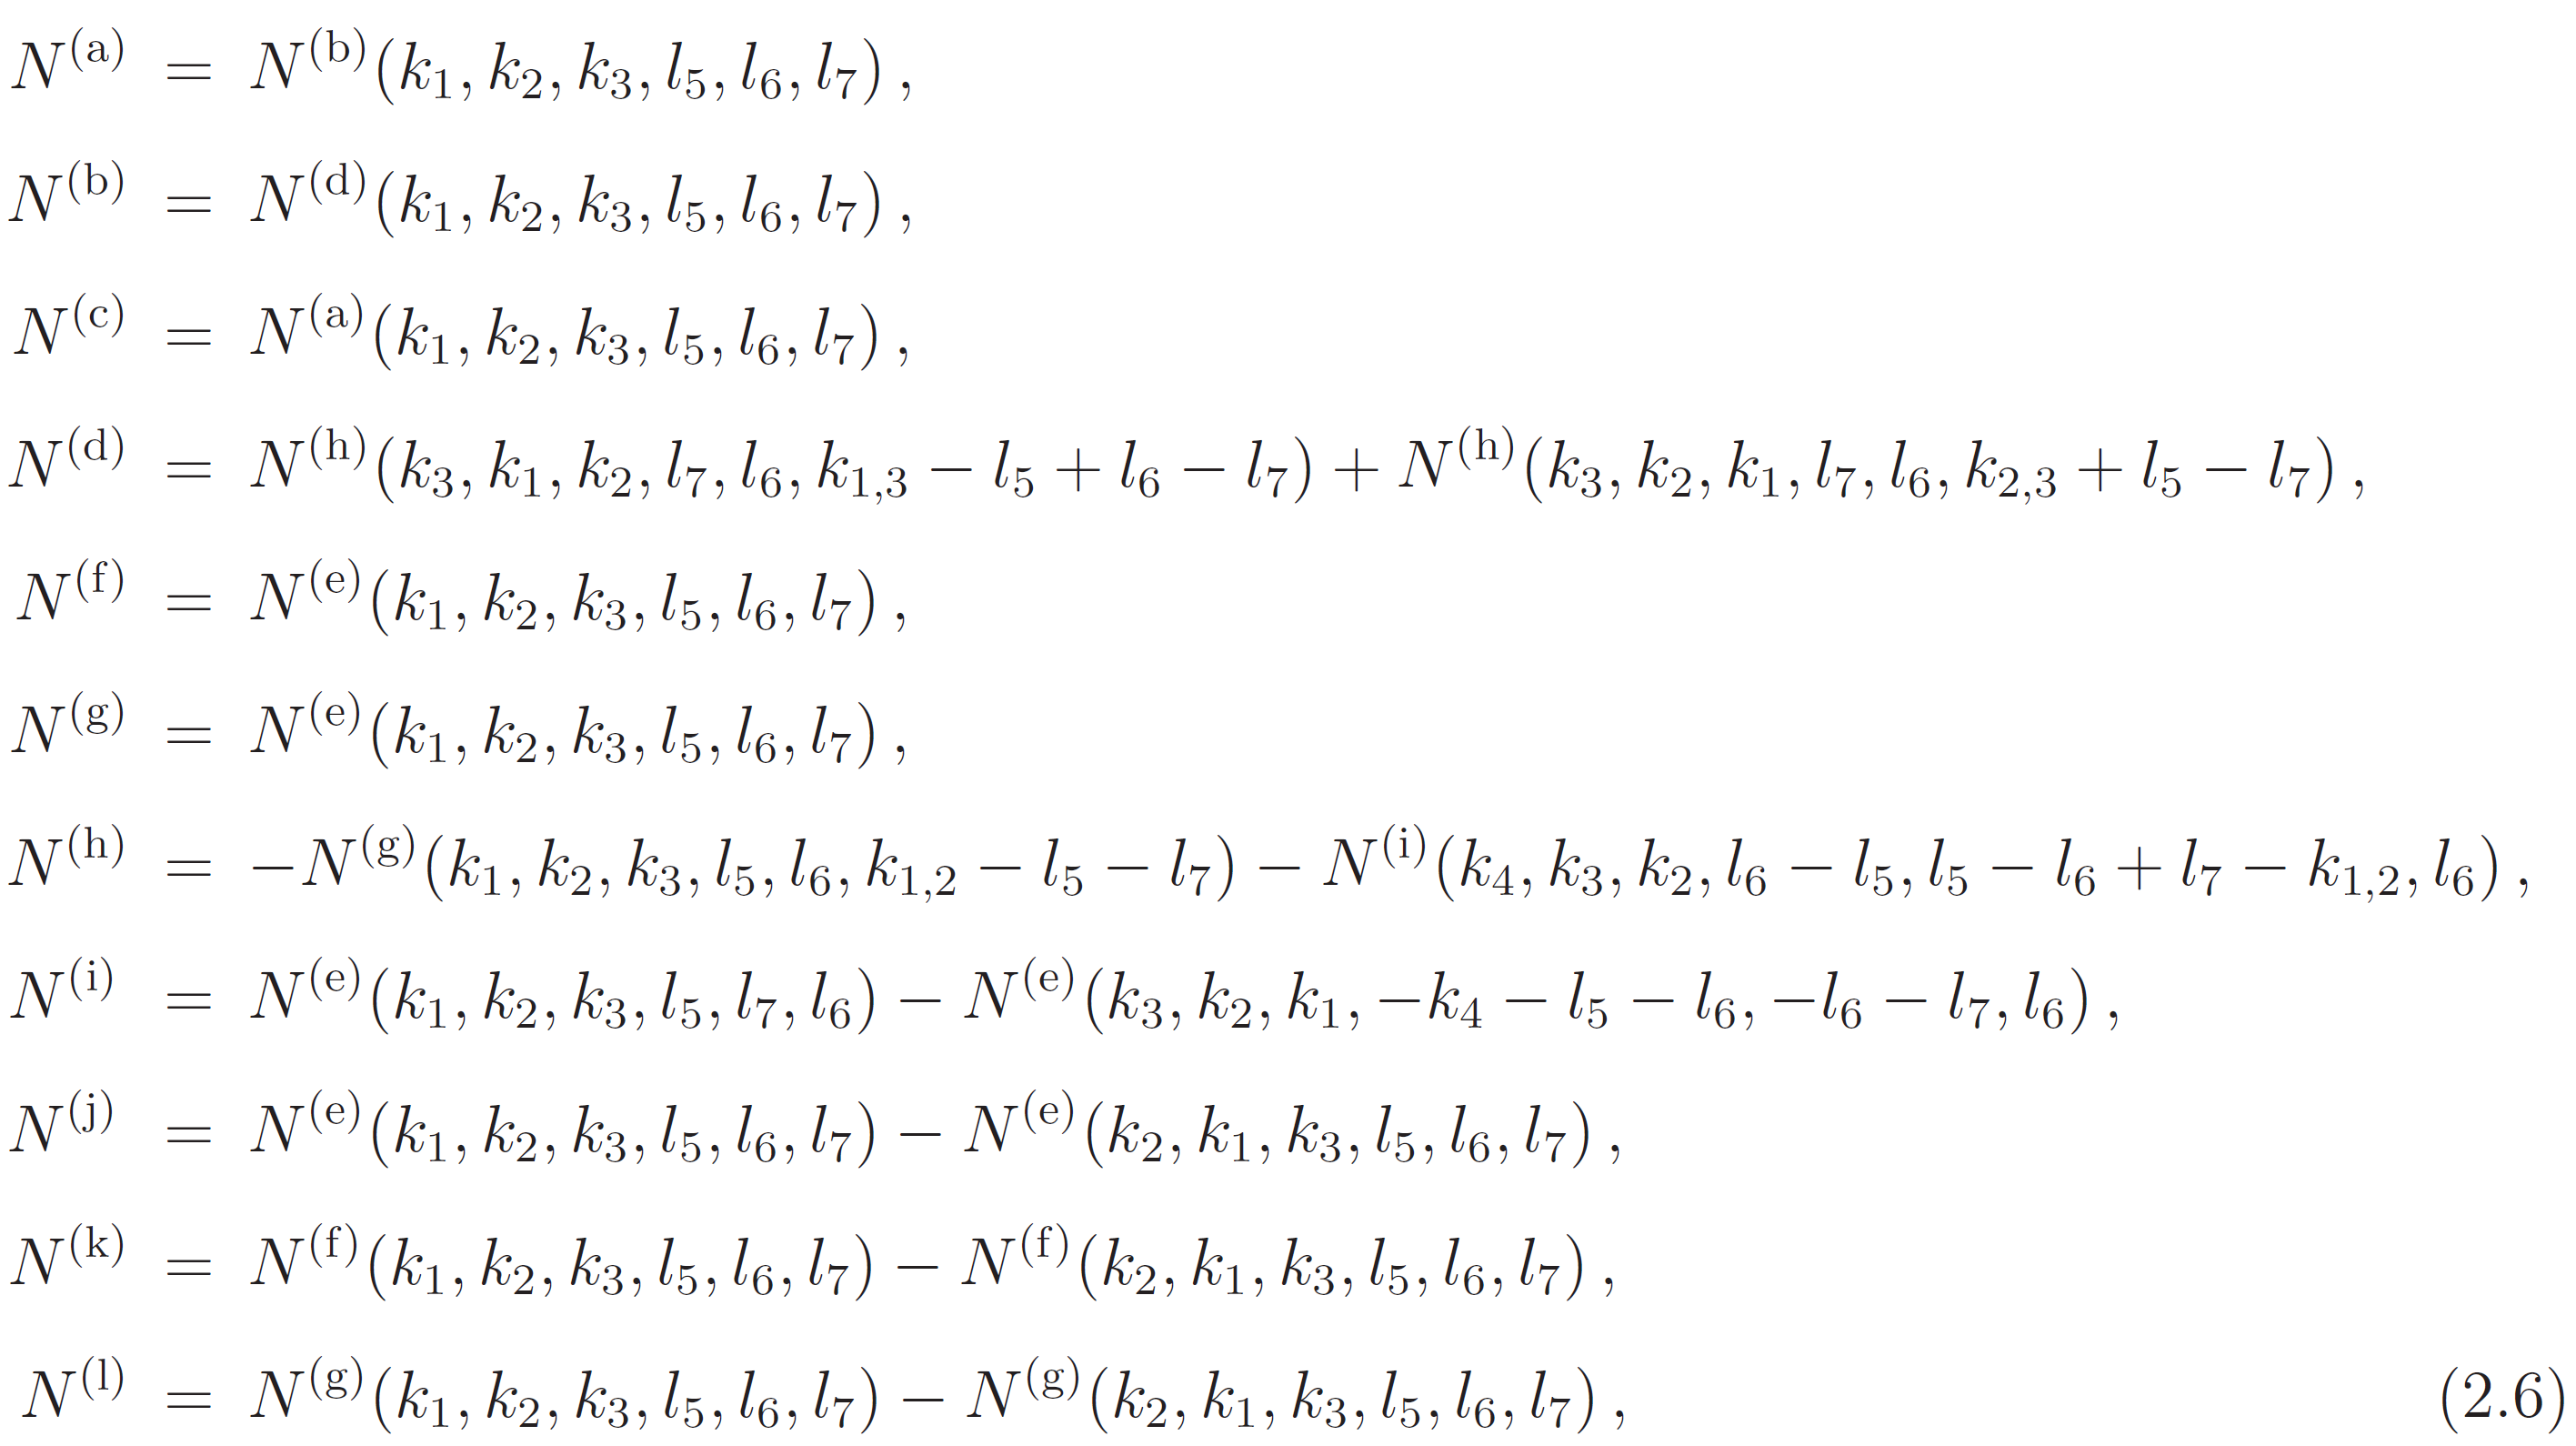 N^(a) = N^(b)(k_1, k_2, k_3, l_5, l_6, l_7) ,
N^(b) = N^(d)(k_1, k_2, k_3, l_5, l_6, l_7) ,
N^(c) = N^(a)(k_1, k_2, k_3, l_5, l_6, l_7) ,
N^(d) = N^(h)(k_3, k_1, k_2, l_7, l_6, k_{1,3} − l_5 + l_6 − l_7) + N^(h)(k_3, k_2, k_1, l_7, l_6, k_{2,3} + l_5 − l_7) ,
N^(f) = N^(e)(k_1, k_2, k_3, l_5, l_6, l_7) ,
N^(g) = N^(e)(k_1, k_2, k_3, l_5, l_6, l_7) ,
N^(h) = −N^(g)(k_1, k_2, k_3, l_5, l_6, k_{1,2} − l_5 − l_7) − N^(i)(k_4, k_3, k_2, l_6 − l_5, l_5 − l_6 + l_7 − k_{1,2}, l_6) ,
N^(i) = N^(e)(k_1, k_2, k_3, l_5, l_7, l_6) − N^(e)(k_3, k_2, k_1, −k_4 − l_5 − l_6, −l_6 − l_7, l_6) ,
N^(j) = N^(e)(k_1, k_2, k_3, l_5, l_6, l_7) − N^(e)(k_2, k_1, k_3, l_5, l_6, l_7) ,
N^(k) = N^(f)(k_1, k_2, k_3, l_5, l_6, l_7) − N^(f)(k_2, k_1, k_3, l_5, l_6, l_7) ,
N^(l) = N^(g)(k_1, k_2, k_3, l_5, l_6, l_7) − N^(g)(k_2, k_1, k_3, l_5, l_6, l_7) , (2.6)